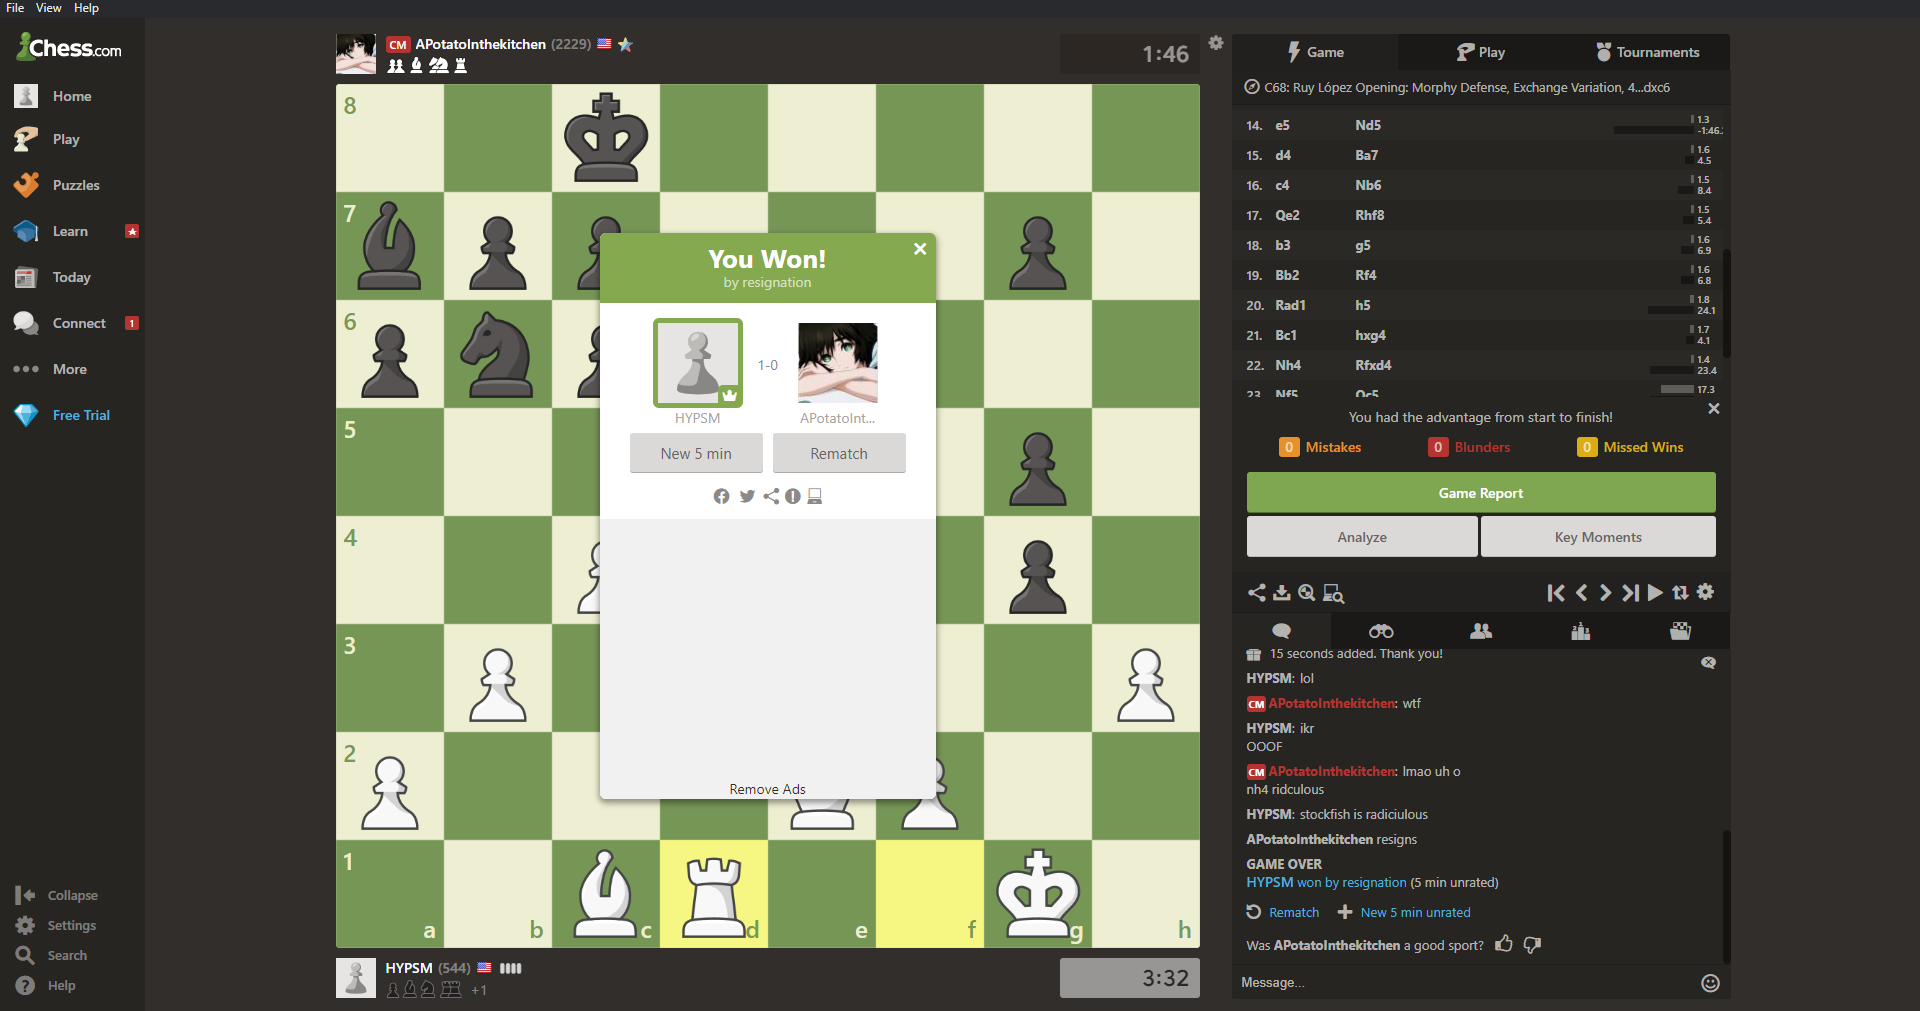 File View Help
Chess.com
Home
Play
Puzzles
Learn
Today
Connect 1
More
Free Trial
Collapse
Settings
Search
Help
CM APotatoInthekitchen (2229)
1:46
8
7
6
5
4
3
2
1
a b c d e f g h
You Won!
by resignation
1-0
HYPSM APotatoInt...
New 5 min Rematch
Remove Ads
HYPSM (544)
+1
3:32
Game Play Tournaments
C68: Ruy López Opening: Morphy Defense, Exchange Variation, 4...dxc6
14. e5 Nd5 1.3
-1:46.
15. d4 Ba7 1.6
4.5
16. c4 Nb6 1.5
8.4
17. Qe2 Rhf8 1.5
5.4
18. b3 g5 1.6
6.9
19. Bb2 Rf4 1.6
6.8
20. Rad1 h5 1.8
24.1
21. Bc1 hxg4 1.7
4.1
22. Nh4 Rfxd4 1.4
23.4
23. Nf5 Qc5 17.3
You had the advantage from start to finish!
0 Mistakes 0 Blunders 0 Missed Wins
Game Report
Analyze Key Moments
15 seconds added. Thank you!
HYPSM: lol
CM APotatoInthekitchen: wtf
HYPSM: ikr
OOOF
CM APotatoInthekitchen: lmao uh o
nh4 ridculous
HYPSM: stockfish is radiciulous
APotatoInthekitchen resigns
GAME OVER
HYPSM won by resignation (5 min unrated)
Rematch New 5 min unrated
Was APotatoInthekitchen a good sport?
Message...